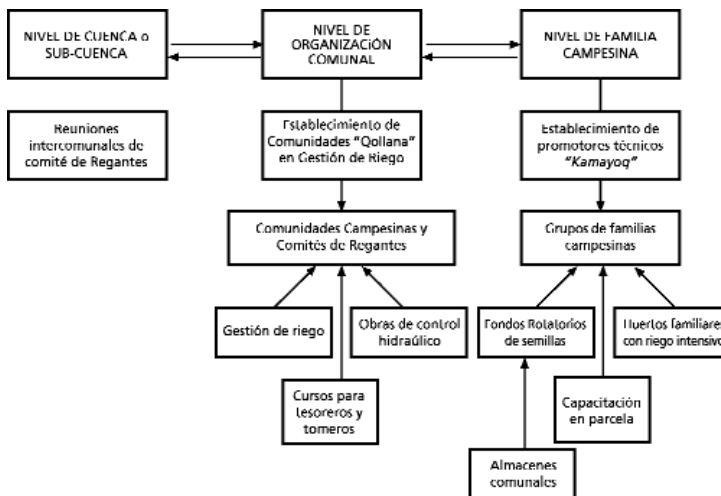 NIVEL DE CUENCA o
SUB-CUENCA
NIVEL DE
ORGANIZACIÓN
COMUNAL
NIVEL DE FAMILIA
CAMPESINA
Reuniones
intercomunales de
comité de Regantes
Establecimiento de
Comunidades "Qollana"
en Gestión de Riego
Establecimiento de
promotores técnicos
"Kamayoq"
Comunidades Campesinas y
Comités de Regantes
Grupos de familias
campesinas
Gestión de riego
Obras de control
hidraúlico
Fondos Rotatorios
de semillas
Huertos familiares
con riego intensivo
Cursos para
tesoreros y
tomeros
Capacitación
en parcela
Almacenes
comunales